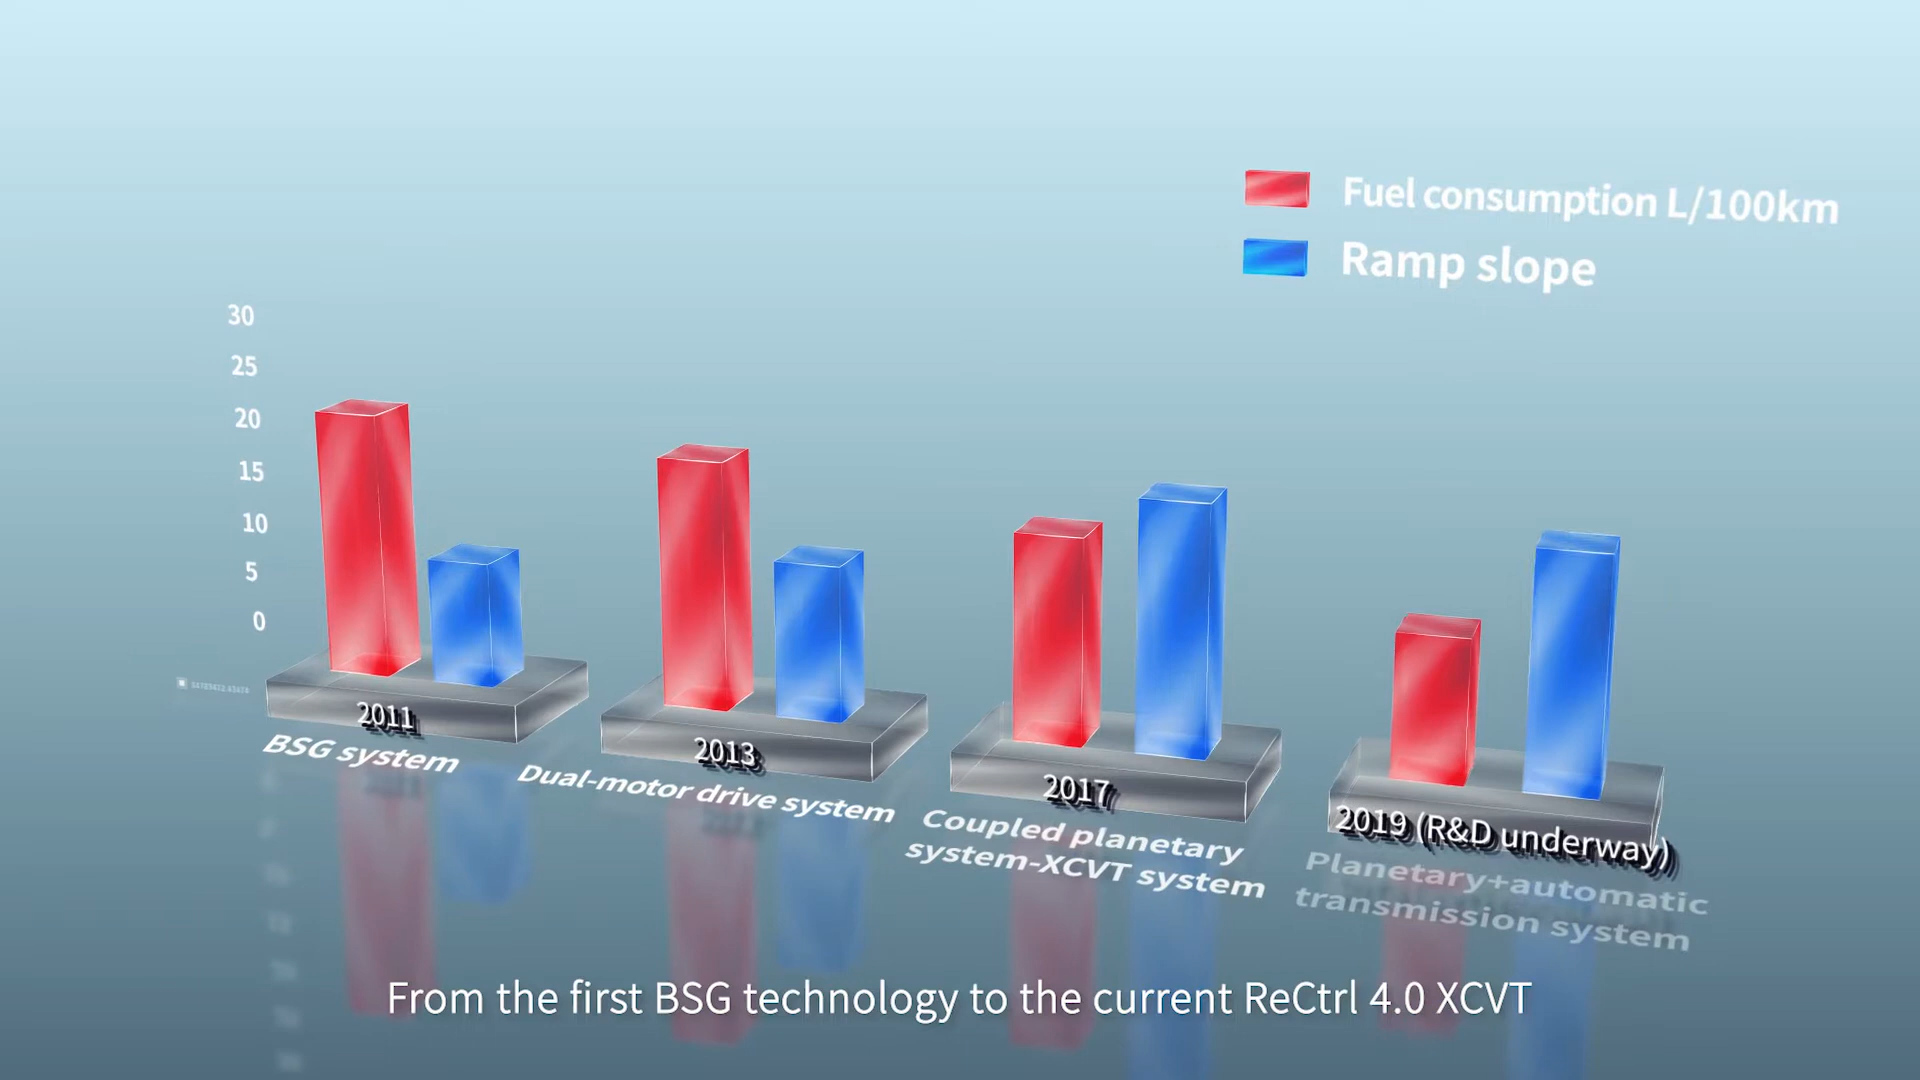 Fuel consumption L/100km
Ramp slope
30
25
20
15
10
5
0
2011
BSG system
2013
Dual-motor drive system
2017
Coupled planetary
system-XCVT system
2019 (R&D underway)
Planetary+automatic
transmission system
From the first BSG technology to the current ReCtrl 4.0 XCVT